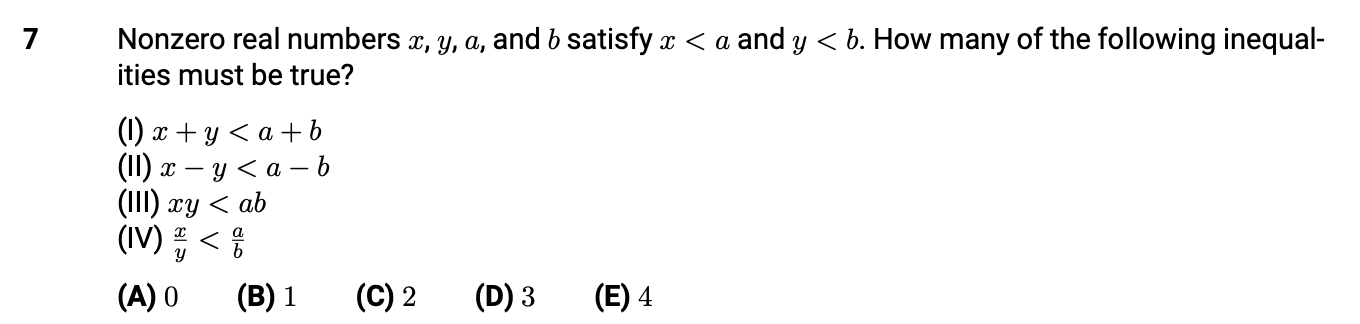 7 Nonzero real numbers x, y, a, and b satisfy x < a and y < b. How many of the following inequal-
ities must be true?
(I) x + y < a + b
(II) x − y < a − b
(III) xy < ab
(IV) x/y < a/b
(A) 0 (B) 1 (C) 2 (D) 3 (E) 4